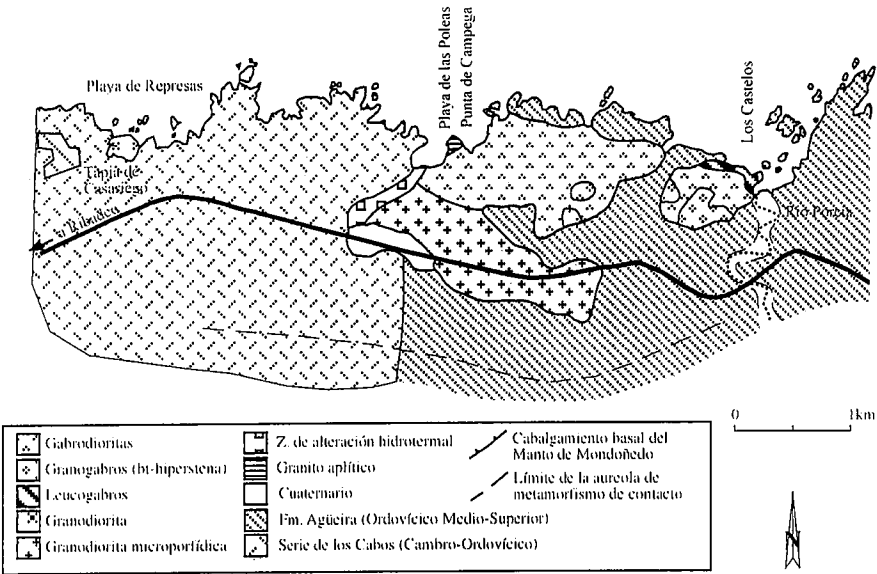 Playa de Represas
Playa de las Poleas
Punta de Campega
Los Castelos
Tapia de
Casariego
a Ribadeo
Río Porcía
Gabrodioritas
Granogabros (bt-hiperstena)
Leucogabros
Granodiorita
Granodiorita microporfídica
Z. de alteración hidrotermal
Granito aplítico
Cuaternario
Fm. Agüeira (Ordovícico Medio-Superior)
Serie de los Cabos (Cambro-Ordovícico)
Cabalgamiento basal del
Manto de Mondoñedo
Límite de la aureola de
metamorfismo de contacto
0 1km
N